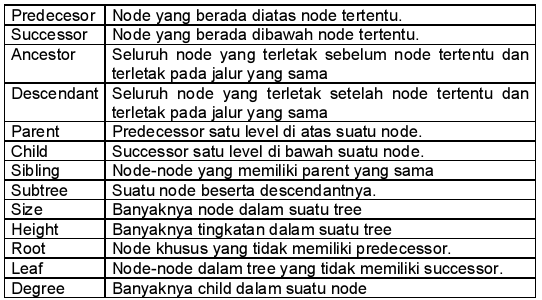 Predecesor Node yang berada diatas node tertentu.
Successor Node yang berada dibawah node tertentu.
Ancestor Seluruh node yang terletak sebelum node tertentu dan
terletak pada jalur yang sama
Descendant Seluruh node yang terletak setelah node tertentu dan
terletak pada jalur yang sama
Parent Predecessor satu level di atas suatu node.
Child Successor satu level di bawah suatu node.
Sibling Node-node yang memiliki parent yang sama
Subtree Suatu node beserta descendantnya.
Size Banyaknya node dalam suatu tree
Height Banyaknya tingkatan dalam suatu tree
Root Node khusus yang tidak memiliki predecessor.
Leaf Node-node dalam tree yang tidak memiliki successor.
Degree Banyaknya child dalam suatu node